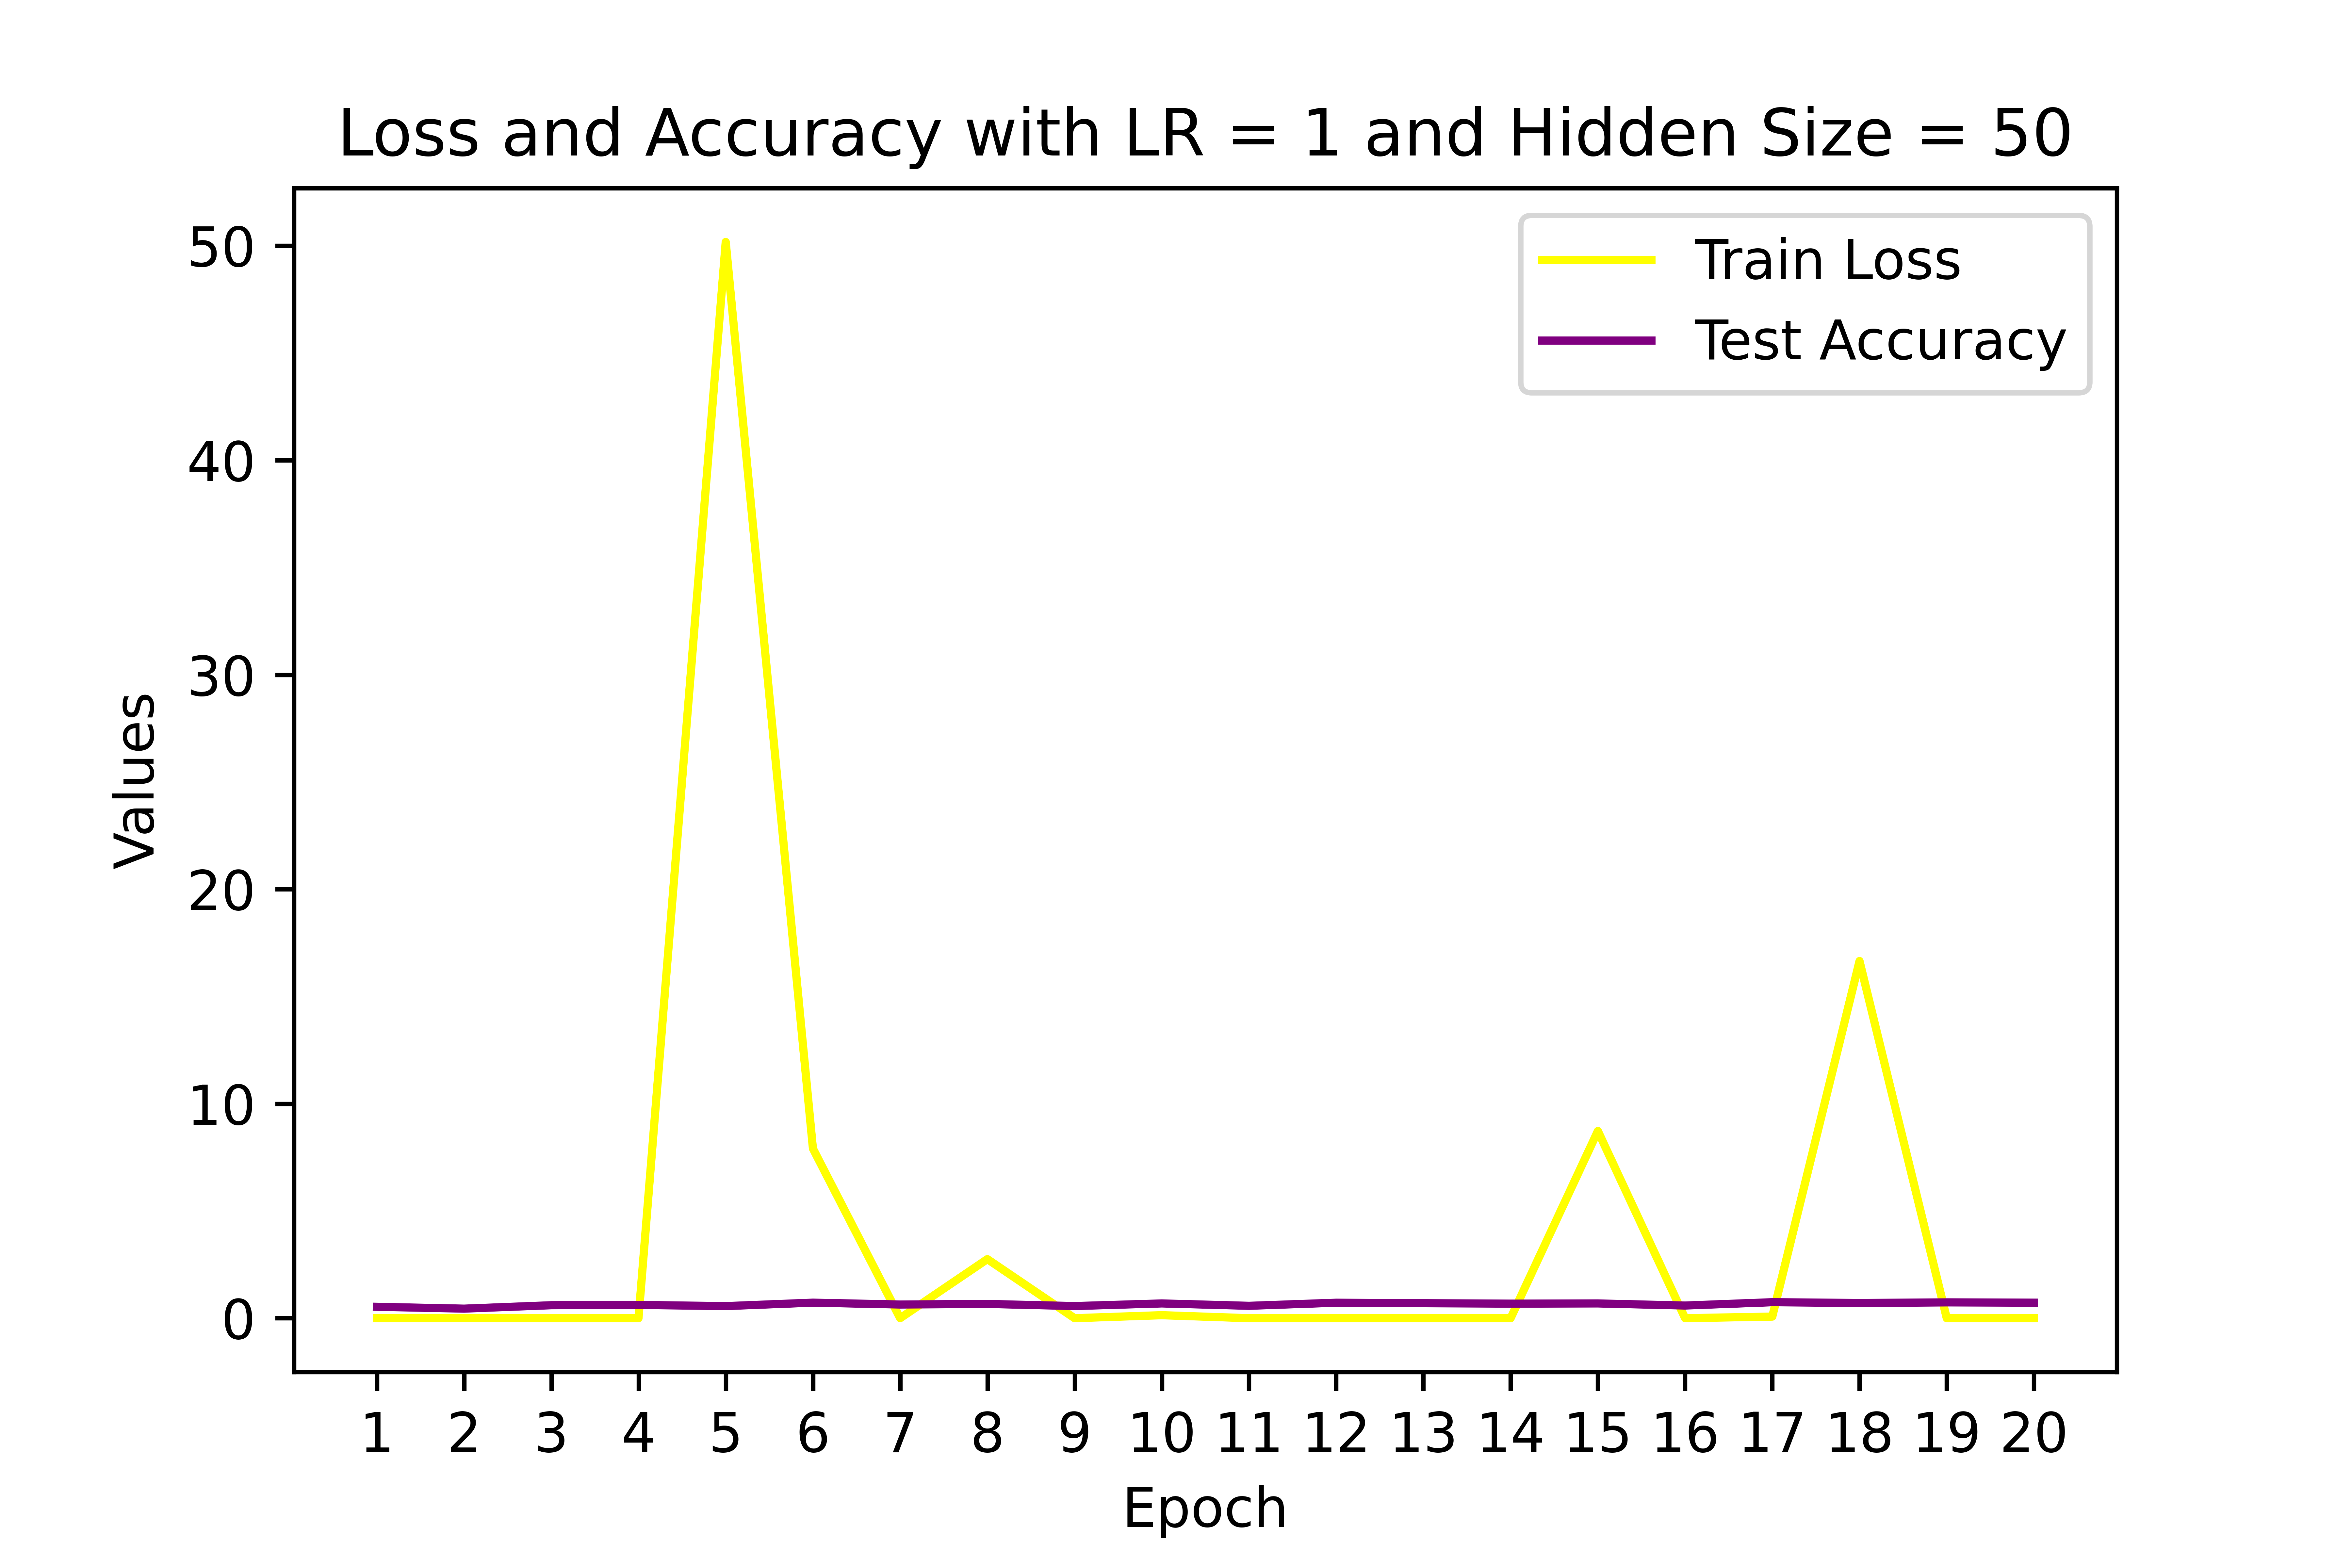 Loss and Accuracy with LR = 1 and Hidden Size = 50
Train Loss
Test Accuracy
50
40
30
20
10
0
Values
1 2 3 4 5 6 7 8 9 10 11 12 13 14 15 16 17 18 19 20
Epoch